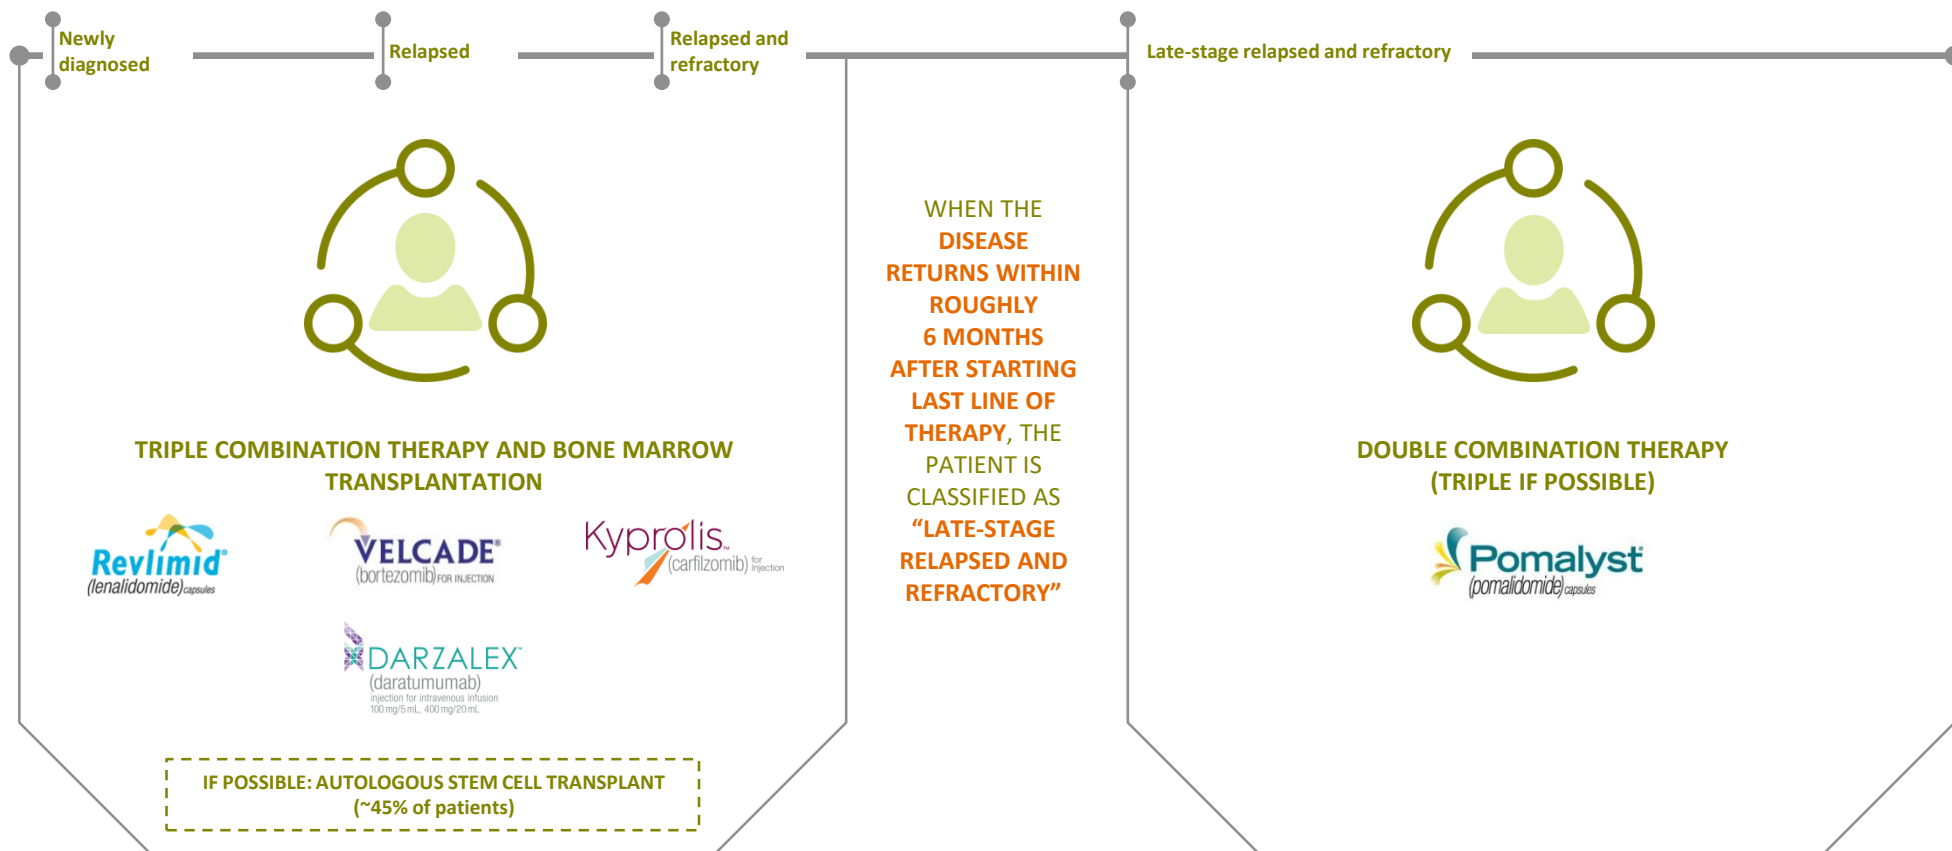 Newly
diagnosed
Relapsed
Relapsed and
refractory
Late-stage relapsed and refractory
TRIPLE COMBINATION THERAPY AND BONE MARROW
TRANSPLANTATION
Revlimid®
(lenalidomide) capsules
VELCADE®
(bortezomib) FOR INJECTION
Kyprolis™
(carfilzomib) for injection
DARZALEX™
(daratumumab)
injection for intravenous infusion
100 mg/5 mL, 400 mg/20 mL
IF POSSIBLE: AUTOLOGOUS STEM CELL TRANSPLANT
(~45% of patients)
WHEN THE
DISEASE
RETURNS WITHIN
ROUGHLY
6 MONTHS
AFTER STARTING
LAST LINE OF
THERAPY, THE
PATIENT IS
CLASSIFIED AS
“LATE-STAGE
RELAPSED AND
REFRACTORY”
DOUBLE COMBINATION THERAPY
(TRIPLE IF POSSIBLE)
Pomalyst®
(pomalidomide) capsules